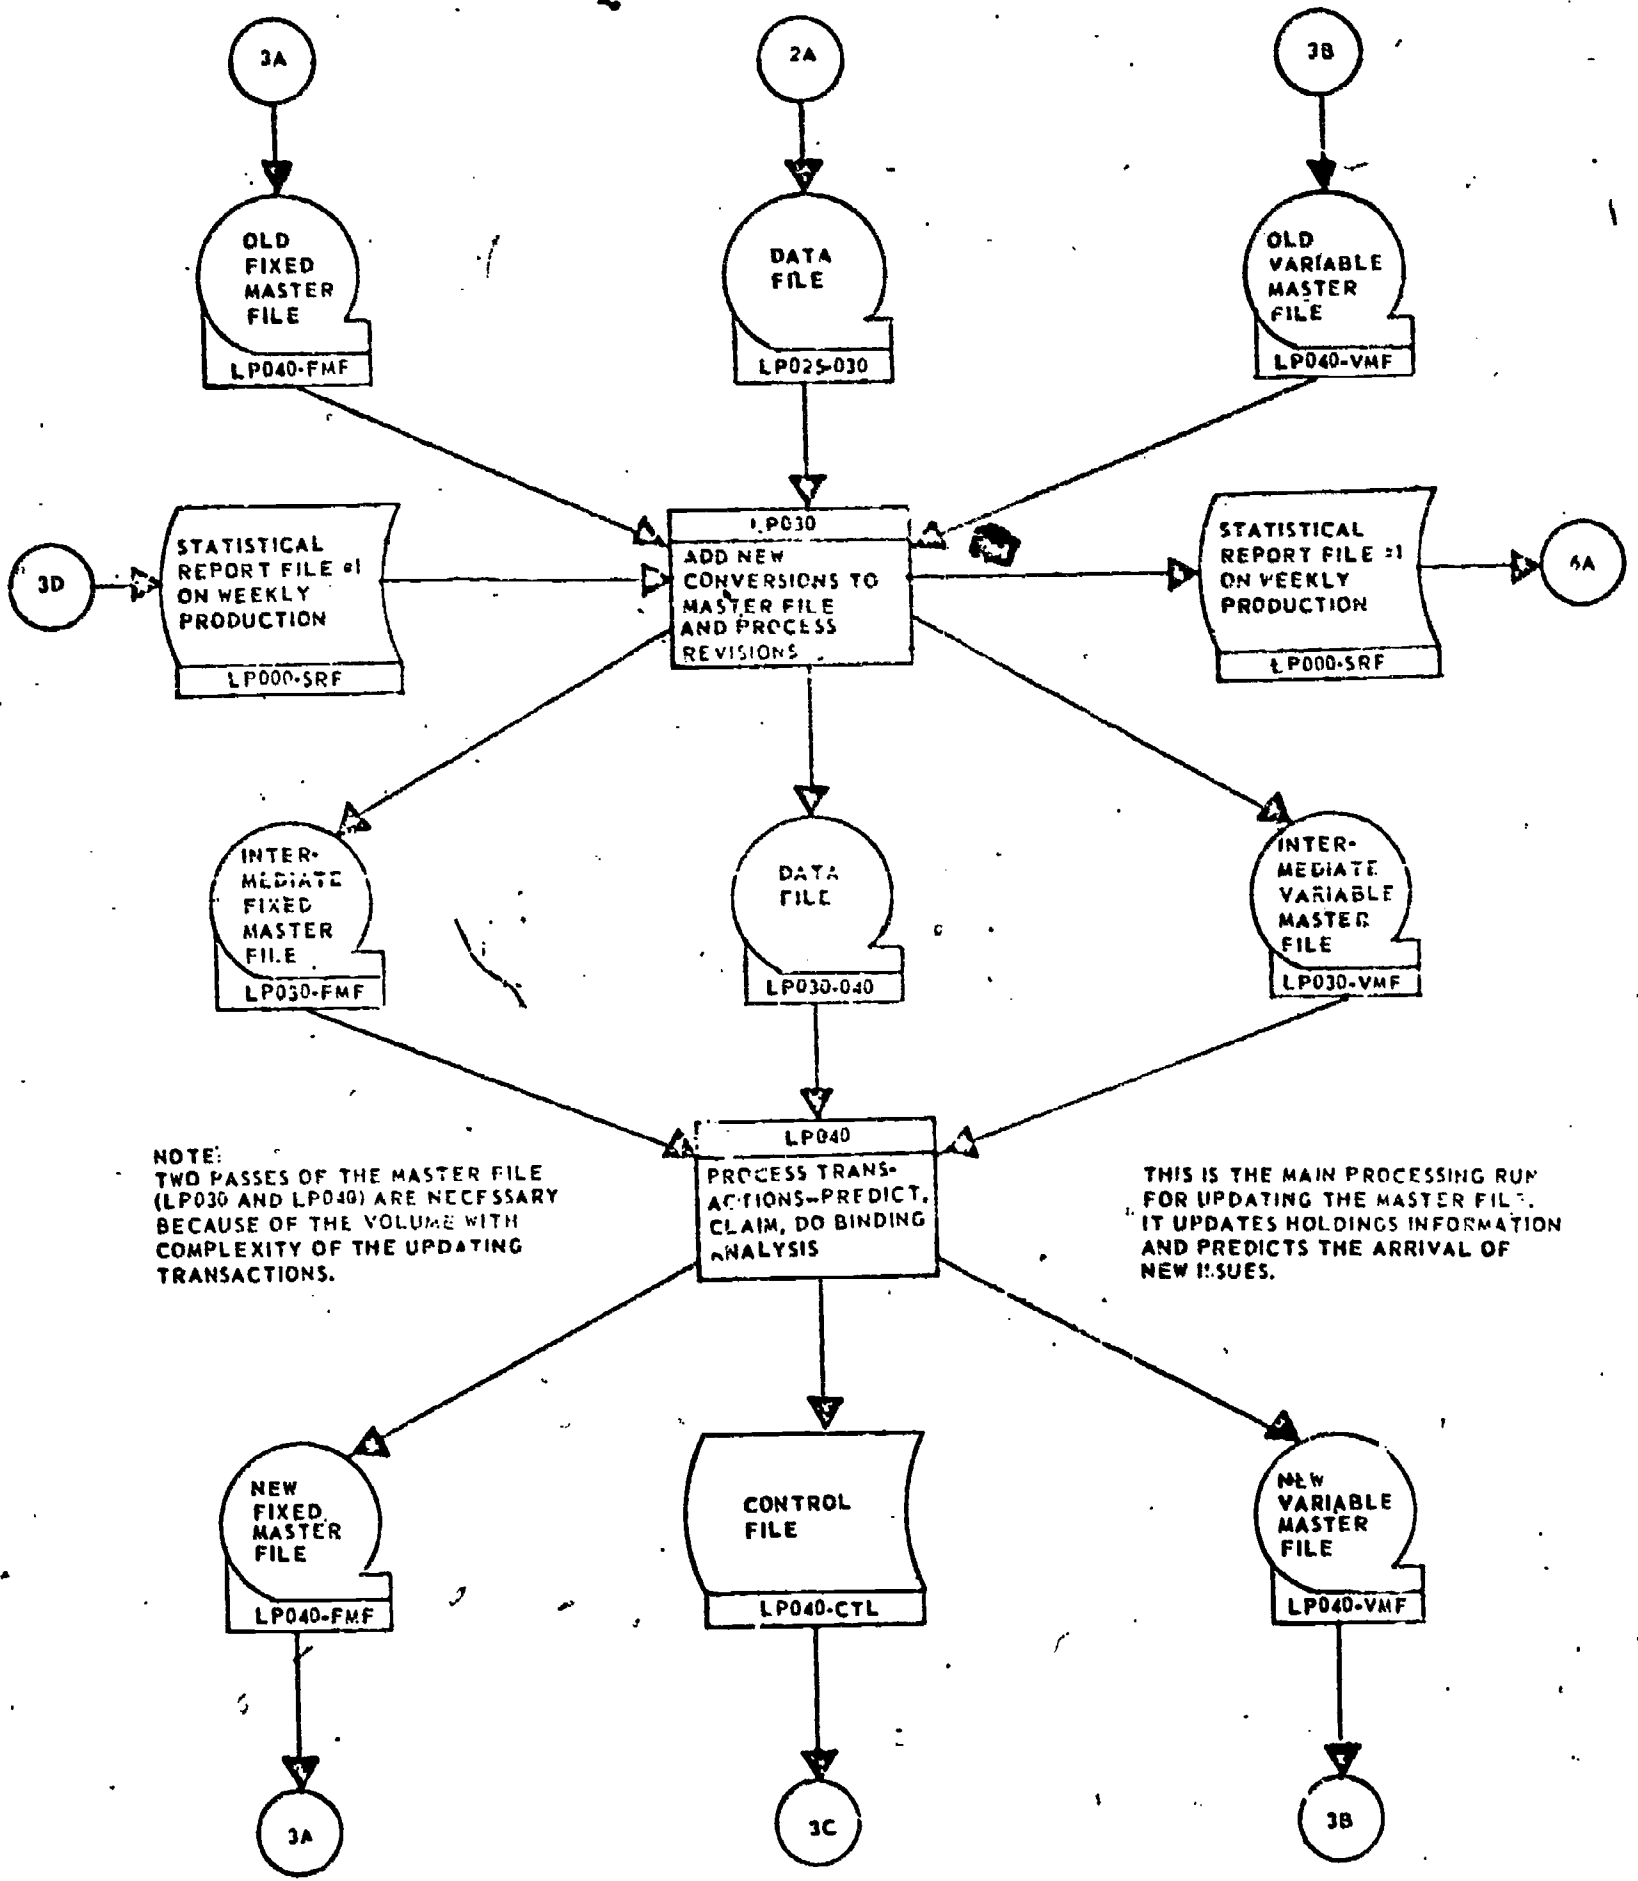 3A
2A
3B
OLD
FIXED
MASTER
FILE
LP040-FMF
DATA
FILE
LP025-030
OLD
VARIABLE
MASTER
FILE
LP040-VMF
3D
STATISTICAL
REPORT FILE #1
ON WEEKLY
PRODUCTION
LP000-SRF
LP030
ADD NEW
CONVERSIONS TO
MASTER FILE
AND PROCESS
REVISIONS
STATISTICAL
REPORT FILE #1
ON WEEKLY
PRODUCTION
LP000-SRF
INTER-
MEDIATE
FIXED
MASTER
FILE
LP030-FMF
DATA
FILE
LP030-040
INTER-
MEDIATE
VARIABLE
MASTER
FILE
LP030-VMF
NOTE:
TWO PASSES OF THE MASTER FILE
(LP030 AND LP040) ARE NECESSARY
BECAUSE OF THE VOLUME WITH
COMPLEXITY OF THE UPDATING
TRANSACTIONS.
LP040
PROCESS TRANS-
ACTIONS-PREDICT,
CLAIM, DO BINDING
ANALYSIS
THIS IS THE MAIN PROCESSING RUN
FOR UPDATING THE MASTER FILE.
IT UPDATES HOLDINGS INFORMATION
AND PREDICTS THE ARRIVAL OF
NEW ISSUES.
NEW
FIXED
MASTER
FILE
LP040-FMF
CONTROL
FILE
LP040-CTL
NEW
VARIABLE
MASTER
FILE
LP040-VMF
3A
3C
3B